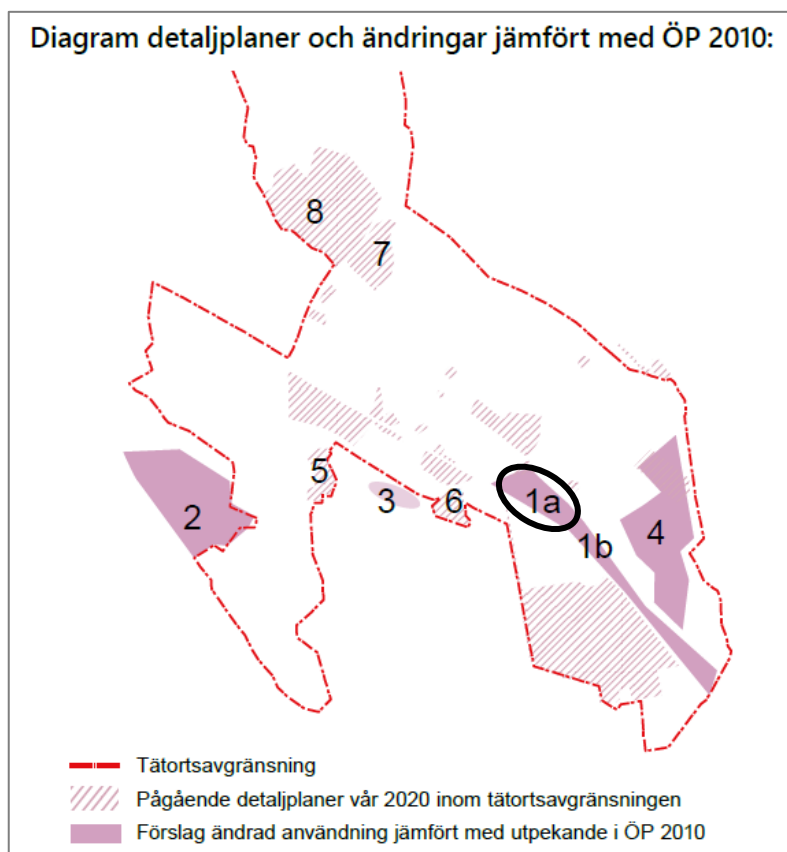 Diagram detaljplaner och ändringar jämfört med ÖP 2010:
8
7
5
3
6
1a
2
1b
4
Tätortsavgränsning
Pågående detaljplaner vår 2020 inom tätortsavgränsningen
Förslag ändrad användning jämfört med utpekande i ÖP 2010